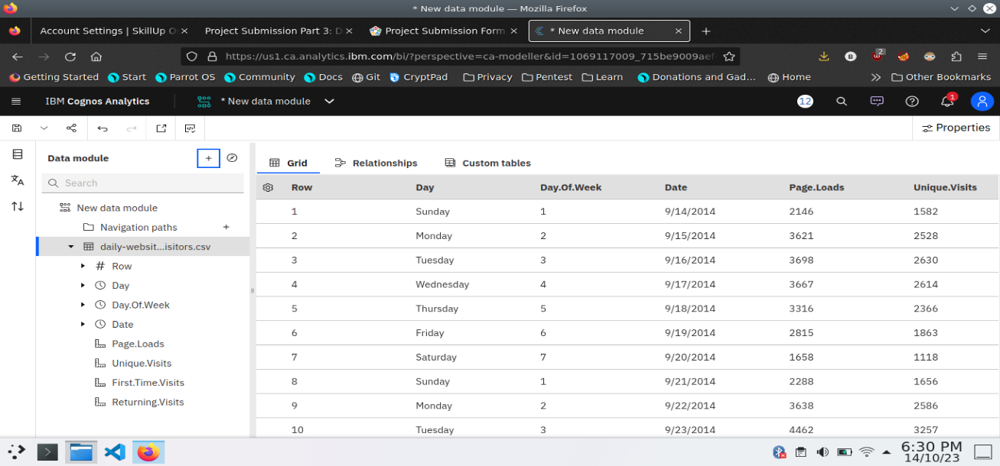 * New data module — Mozilla Firefox
Account Settings | SkillUp O
Project Submission Part 3: D
Project Submission Form
* New data module
https://us1.ca.analytics.ibm.com/bi/?perspective=ca-modeller&id=1069117009_715be9009aef
B
2
Getting Started Start Parrot OS Community Docs Git CryptPad Privacy Pentest Learn Donations and Gad... Home Other Bookmarks
IBM Cognos Analytics * New data module 12 1
Properties
Data module
Search
New data module
Navigation paths
daily-websit...isitors.csv
Row
Day
Day.Of.Week
Date
Page.Loads
Unique.Visits
First.Time.Visits
Returning.Visits
Grid Relationships Custom tables
Row Day Day.Of.Week Date Page.Loads Unique.Visits
1 Sunday 1 9/14/2014 2146 1582
2 Monday 2 9/15/2014 3621 2528
3 Tuesday 3 9/16/2014 3698 2630
4 Wednesday 4 9/17/2014 3667 2614
5 Thursday 5 9/18/2014 3316 2366
6 Friday 6 9/19/2014 2815 1863
7 Saturday 7 9/20/2014 1658 1118
8 Sunday 1 9/21/2014 2288 1656
9 Monday 2 9/22/2014 3638 2586
10 Tuesday 3 9/23/2014 4462 3257
6:30 PM
14/10/23